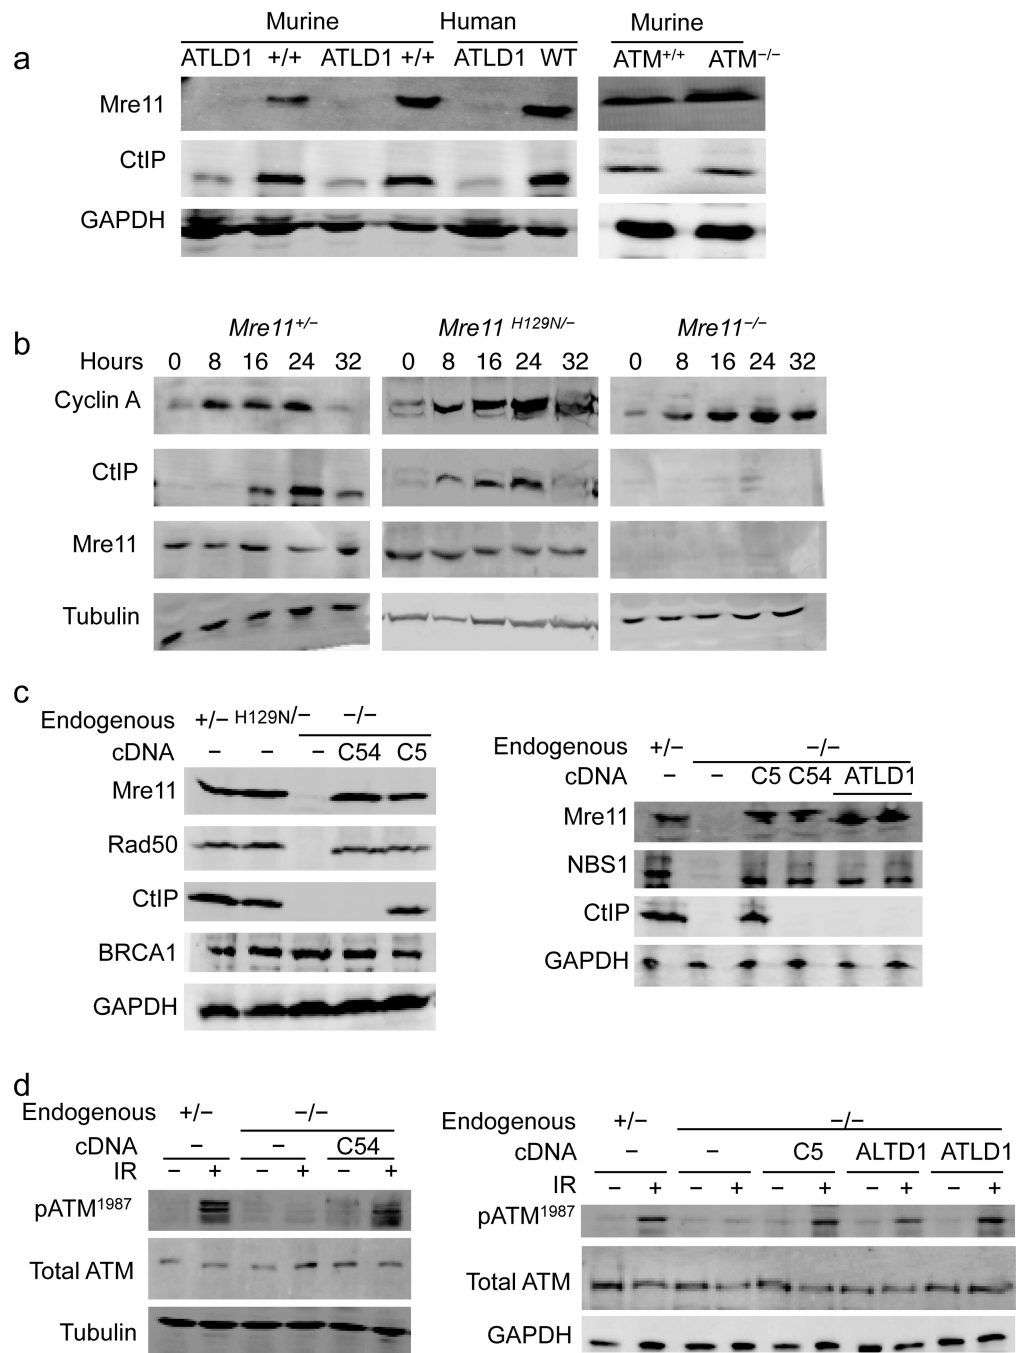 Murine Human Murine
a
ATLD1 +/+ ATLD1 +/+ ATLD1 WT ATM+/+ ATM−/−
Mre11
CtIP
GAPDH
b
Mre11+/− Mre11 H129N/− Mre11−/−
Hours 0 8 16 24 32 0 8 16 24 32 0 8 16 24 32
Cyclin A
CtIP
Mre11
Tubulin
c
Endogenous +/− H129N/− −/−
cDNA − − − C54 C5
Mre11
Rad50
CtIP
BRCA1
GAPDH
Endogenous +/− −/−
cDNA − − C5 C54 ATLD1
Mre11
NBS1
CtIP
GAPDH
d
Endogenous +/− −/−
cDNA − − C54
IR − + − + − +
pATM1987
Total ATM
Tubulin
Endogenous +/− −/−
cDNA − − C5 ALTD1 ATLD1
IR − + − + − + − + − +
pATM1987
Total ATM
GAPDH